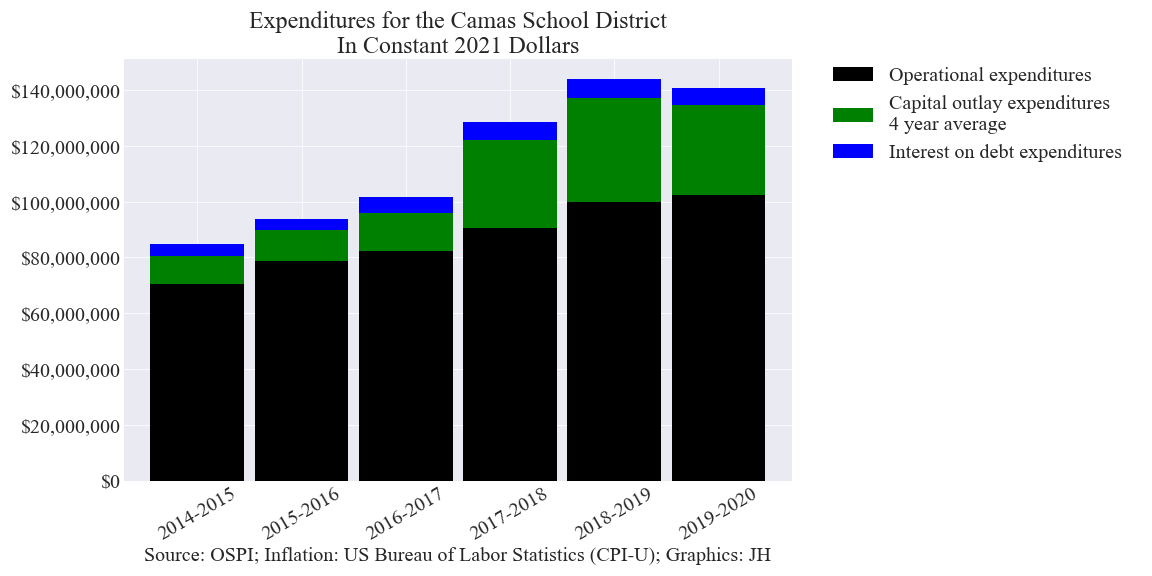 Expenditures for the Camas School District
In Constant 2021 Dollars
$140,000,000
$120,000,000
$100,000,000
$80,000,000
$60,000,000
$40,000,000
$20,000,000
$0
2014-2015
2015-2016
2016-2017
2017-2018
2018-2019
2019-2020
Source: OSPI; Inflation: US Bureau of Labor Statistics (CPI-U); Graphics: JH
Operational expenditures
Capital outlay expenditures
4 year average
Interest on debt expenditures